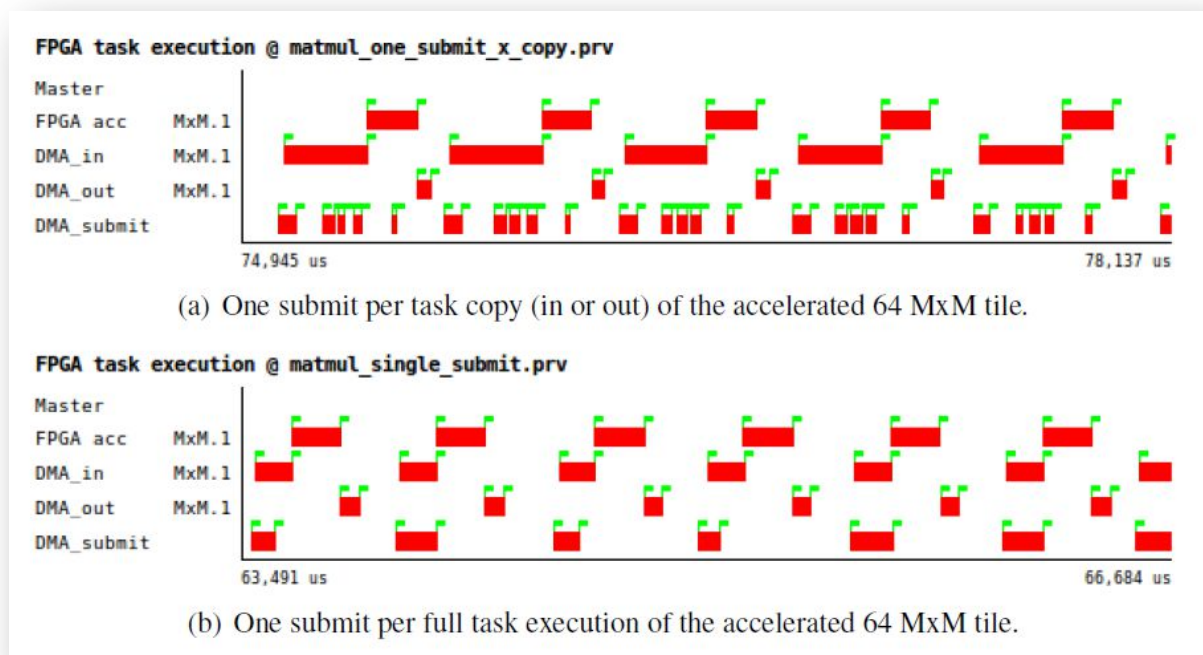 FPGA task execution @ matmul_one_submit_x_copy.prv
Master
FPGA acc MxM.1
DMA_in MxM.1
DMA_out MxM.1
DMA_submit
74,945 us 78,137 us
(a) One submit per task copy (in or out) of the accelerated 64 MxM tile.
FPGA task execution @ matmul_single_submit.prv
Master
FPGA acc MxM.1
DMA_in MxM.1
DMA_out MxM.1
DMA_submit
63,491 us 66,684 us
(b) One submit per full task execution of the accelerated 64 MxM tile.